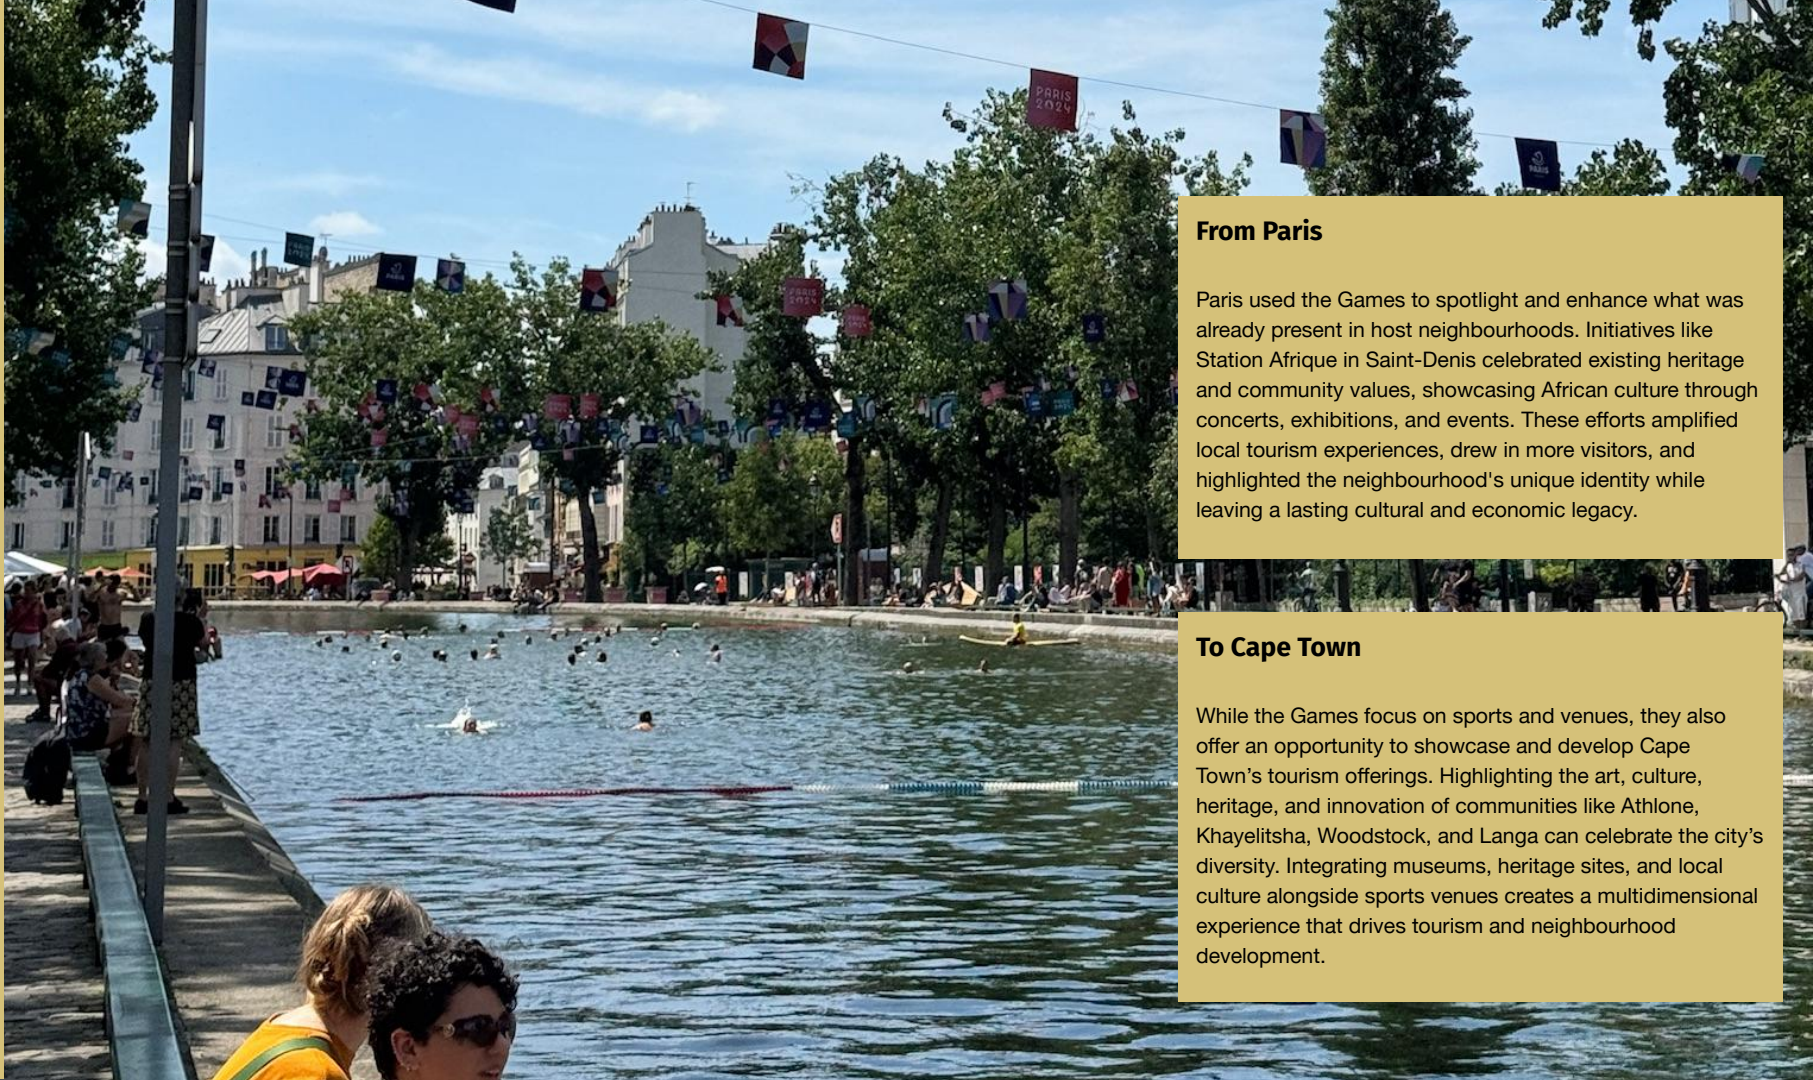 PARIS
2024
PARIS
From Paris
Paris used the Games to spotlight and enhance what was
already present in host neighbourhoods. Initiatives like
Station Afrique in Saint-Denis celebrated existing heritage
and community values, showcasing African culture through
concerts, exhibitions, and events. These efforts amplified
local tourism experiences, drew in more visitors, and
highlighted the neighbourhood's unique identity while
leaving a lasting cultural and economic legacy.
PARIS
2024
To Cape Town
While the Games focus on sports and venues, they also
offer an opportunity to showcase and develop Cape
Town’s tourism offerings. Highlighting the art, culture,
heritage, and innovation of communities like Athlone,
Khayelitsha, Woodstock, and Langa can celebrate the city’s
diversity. Integrating museums, heritage sites, and local
culture alongside sports venues creates a multidimensional
experience that drives tourism and neighbourhood
development.